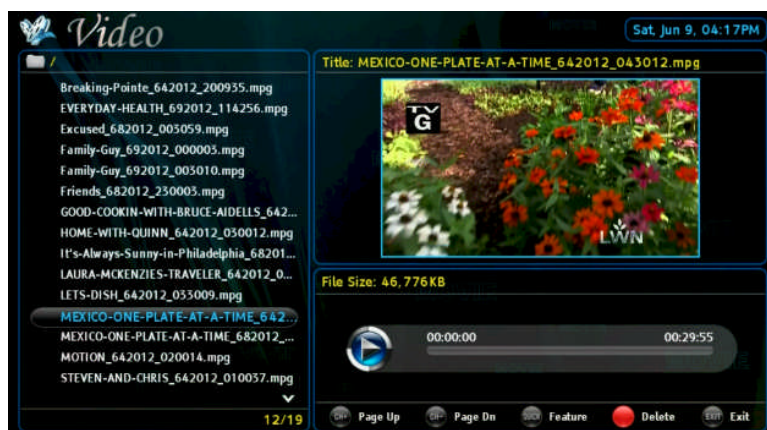 Video
Sat, Jun 9, 04:17PM
/
Breaking-Pointe_642012_200935.mpg
EVERYDAY-HEALTH_692012_114256.mpg
Excused_682012_003059.mpg
Family-Guy_692012_000003.mpg
Family-Guy_692012_003010.mpg
Friends_682012_230003.mpg
GOOD-COOKIN-WITH-BRUCE-AIDELLS_642...
HOME-WITH-QUINN_642012_030012.mpg
It's-Always-Sunny-in-Philadelphia_68201...
LAURA-MCKENZIES-TRAVELER_642012_0...
LETS-DISH_642012_033009.mpg
MEXICO-ONE-PLATE-AT-A-TIME_642...
MEXICO-ONE-PLATE-AT-A-TIME_682012_...
MOTION_642012_020014.mpg
STEVEN-AND-CHRIS_642012_010037.mpg
12/19
Title: MEXICO-ONE-PLATE-AT-A-TIME_642012_043012.mpg
TV
G
LWN
File Size: 46,776KB
00:00:00 00:29:55
CH+ Page Up CH- Page Dn QUICK Feature Delete EXIT Exit